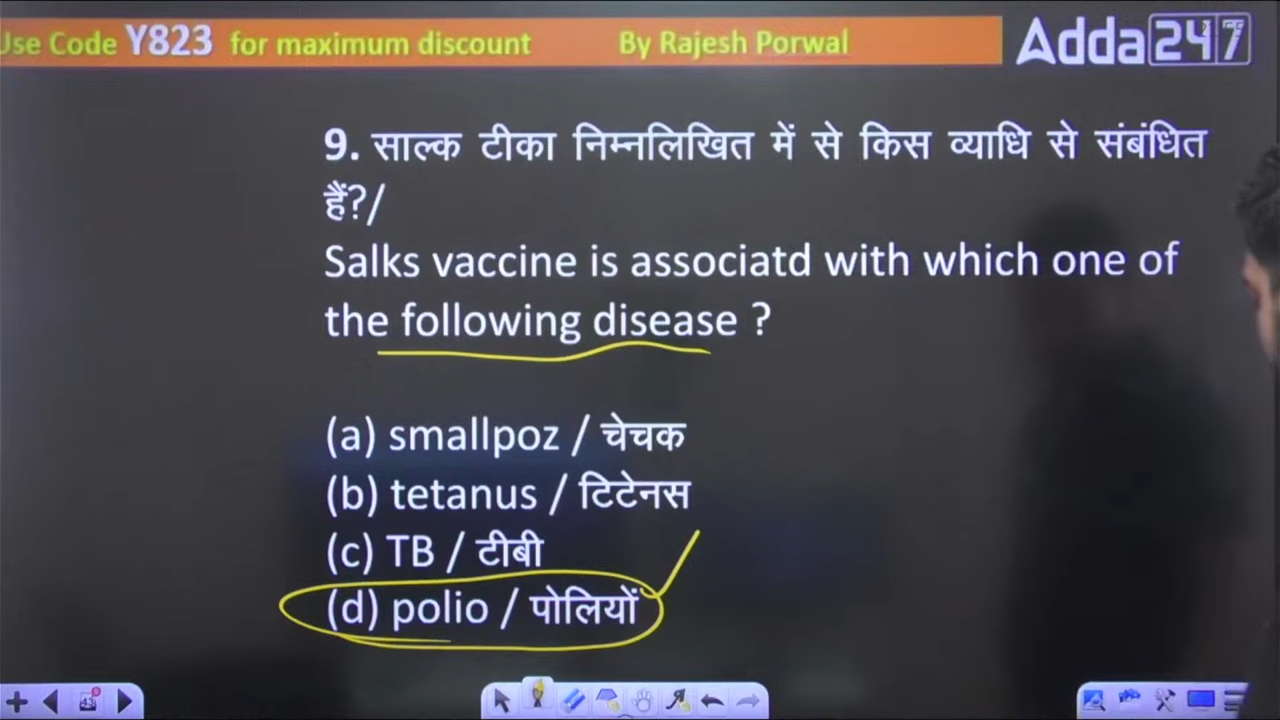 Use Code Y823 for maximum discount By Rajesh Porwal Adda247
9. साल्क टीका निम्नलिखित में से किस व्याधि से संबंधित
हैं?/
Salks vaccine is associatd with which one of
the following disease ?
(a) smallpoz / चेचक
(b) tetanus / टिटेनस
(c) TB / टीबी
(d) polio / पोलियों
43